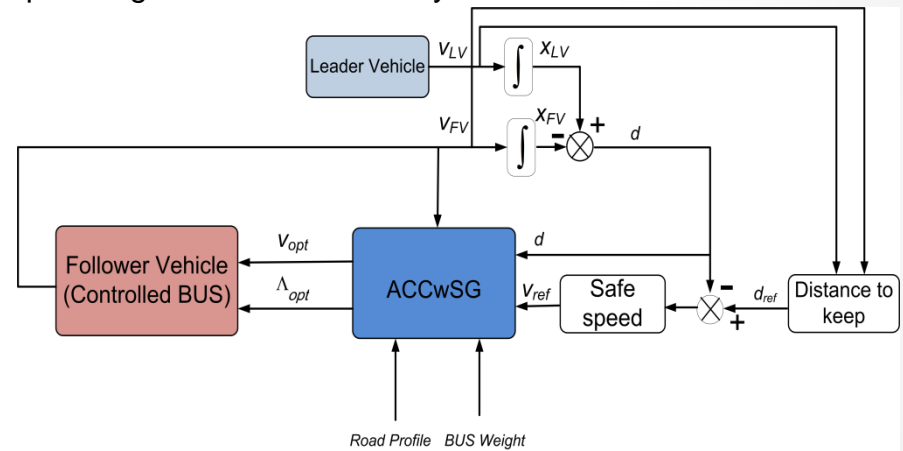 v_LV
x_LV
Leader Vehicle
∫
x_FV
v_FV
+
-
d
∫
v_opt
d
Follower Vehicle
(Controlled BUS)
Λ_opt
ACCwSG
v_ref
Safe
speed
-
+
d_ref
Distance to
keep
Road Profile
BUS Weight